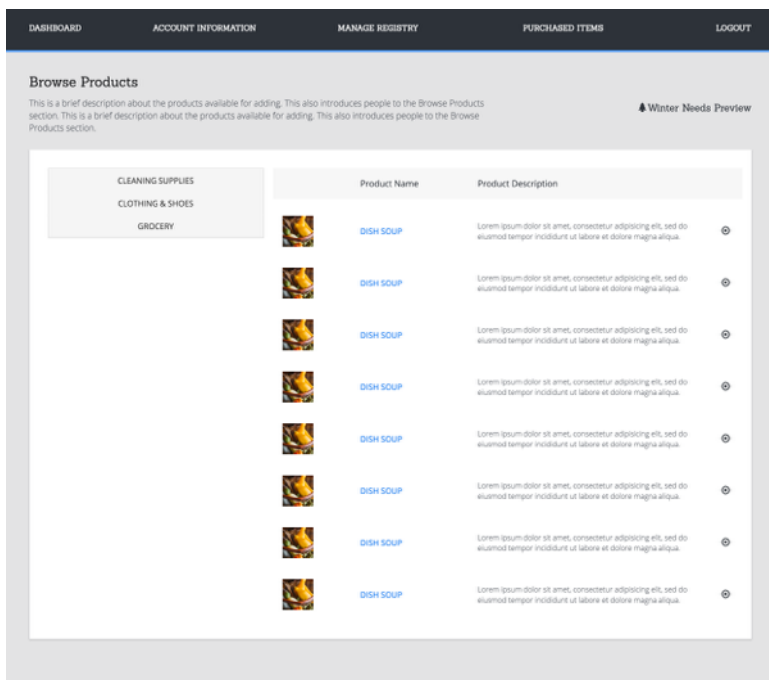 DASHBOARD ACCOUNT INFORMATION MANAGE REGISTRY PURCHASED ITEMS LOGOUT
Browse Products
This is a brief description about the products available for adding. This also introduces people to the Browse Products
section. This is a brief description about the products available for adding. This also introduces people to the Browse
Products section.
Winter Needs Preview
CLEANING SUPPLIES
CLOTHING & SHOES
GROCERY
Product Name Product Description
DISH SOUP
Lorem ipsum dolor sit amet, consectetur adipisicing elit, sed do
eiusmod tempor incididunt ut labore et dolore magna aliqua.
DISH SOUP
Lorem ipsum dolor sit amet, consectetur adipisicing elit, sed do
eiusmod tempor incididunt ut labore et dolore magna aliqua.
DISH SOUP
Lorem ipsum dolor sit amet, consectetur adipisicing elit, sed do
eiusmod tempor incididunt ut labore et dolore magna aliqua.
DISH SOUP
Lorem ipsum dolor sit amet, consectetur adipisicing elit, sed do
eiusmod tempor incididunt ut labore et dolore magna aliqua.
DISH SOUP
Lorem ipsum dolor sit amet, consectetur adipisicing elit, sed do
eiusmod tempor incididunt ut labore et dolore magna aliqua.
DISH SOUP
Lorem ipsum dolor sit amet, consectetur adipisicing elit, sed do
eiusmod tempor incididunt ut labore et dolore magna aliqua.
DISH SOUP
Lorem ipsum dolor sit amet, consectetur adipisicing elit, sed do
eiusmod tempor incididunt ut labore et dolore magna aliqua.
DISH SOUP
Lorem ipsum dolor sit amet, consectetur adipisicing elit, sed do
eiusmod tempor incididunt ut labore et dolore magna aliqua.